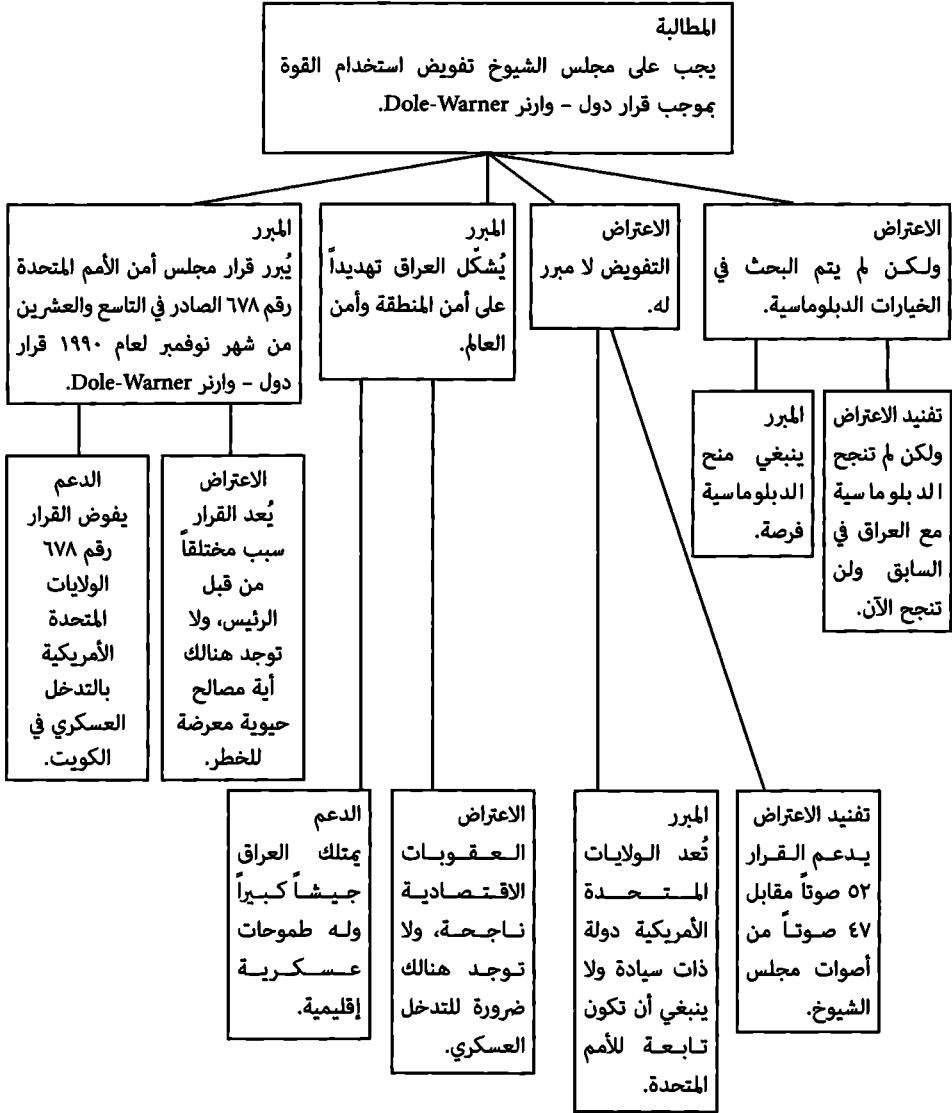 المطالبة
يجب على مجلس الشيوخ تفويض استخدام القوة
بموجب قرار دول - وارنر Dole-Warner.
المبرر
يُبرر قرار مجلس أمن الأمم المتحدة
رقم ٦٧٨ الصادر في التاسع والعشرين
من شهر نوفمبر لعام ١٩٩٠ قرار
دول - وارنر Dole-Warner.
المبرر
يُشكّل العراق تهديداً
على أمن المنطقة وأمن
العالم.
الاعتراض
التفويض لا مبرر
له.
الاعتراض
ولكن لم يتم البحث في
الخيارات الدبلوماسية.
الدعم
يفوض القرار
رقم ٦٧٨
الولايات
المتحدة
الأمريكية
بالتدخل
العسكري في
الكويت.
الاعتراض
يُعد القرار
سبب مختلقاً
من قبل
الرئيس، ولا
توجد هنالك
أية مصالح
حيوية معرضة
للخطر.
المبرر
ينبغي منح
الدبلوماسية
فرصة.
تفنيد الاعتراض
ولكن لم تنجح
الدبلوماسية
مع العراق في
السابق ولن
تنجح الآن.
الدعم
يمتلك العراق
جيشاً كبيراً
وله طموحات
عسكرية
إقليمية.
الاعتراض
العقوبات
الاقتصادية
ناجحة، ولا
توجد هنالك
ضرورة للتدخل
العسكري.
المبرر
تُعد الولايات
المتحدة
الأمريكية دولة
ذات سيادة ولا
ينبغي أن تكون
تابعة للأمم
المتحدة.
تفنيد الاعتراض
يدعم القرار
٥٢ صوتاً مقابل
٤٧ صوتاً من
أصوات مجلس
الشيوخ.